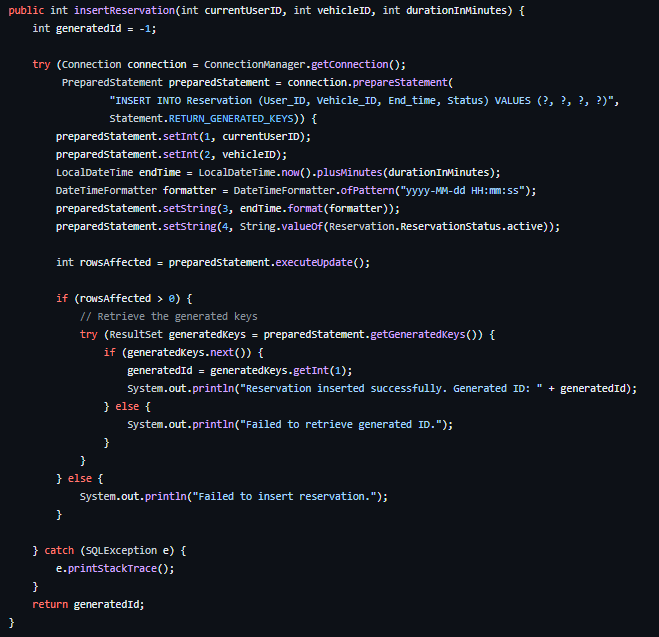 public int insertReservation(int currentUserID, int vehicleID, int durationInMinutes) {
    int generatedId = -1;

    try (Connection connection = ConnectionManager.getConnection();
         PreparedStatement preparedStatement = connection.prepareStatement(
                 "INSERT INTO Reservation (User_ID, Vehicle_ID, End_time, Status) VALUES (?, ?, ?, ?)",
                 Statement.RETURN_GENERATED_KEYS)) {
        preparedStatement.setInt(1, currentUserID);
        preparedStatement.setInt(2, vehicleID);
        LocalDateTime endTime = LocalDateTime.now().plusMinutes(durationInMinutes);
        DateTimeFormatter formatter = DateTimeFormatter.ofPattern("yyyy-MM-dd HH:mm:ss");
        preparedStatement.setString(3, endTime.format(formatter));
        preparedStatement.setString(4, String.valueOf(Reservation.ReservationStatus.active));

        int rowsAffected = preparedStatement.executeUpdate();

        if (rowsAffected > 0) {
            // Retrieve the generated keys
            try (ResultSet generatedKeys = preparedStatement.getGeneratedKeys()) {
                if (generatedKeys.next()) {
                    generatedId = generatedKeys.getInt(1);
                    System.out.println("Reservation inserted successfully. Generated ID: " + generatedId);
                } else {
                    System.out.println("Failed to retrieve generated ID.");
                }
            }
        } else {
            System.out.println("Failed to insert reservation.");
        }

    } catch (SQLException e) {
        e.printStackTrace();
    }
    return generatedId;
}